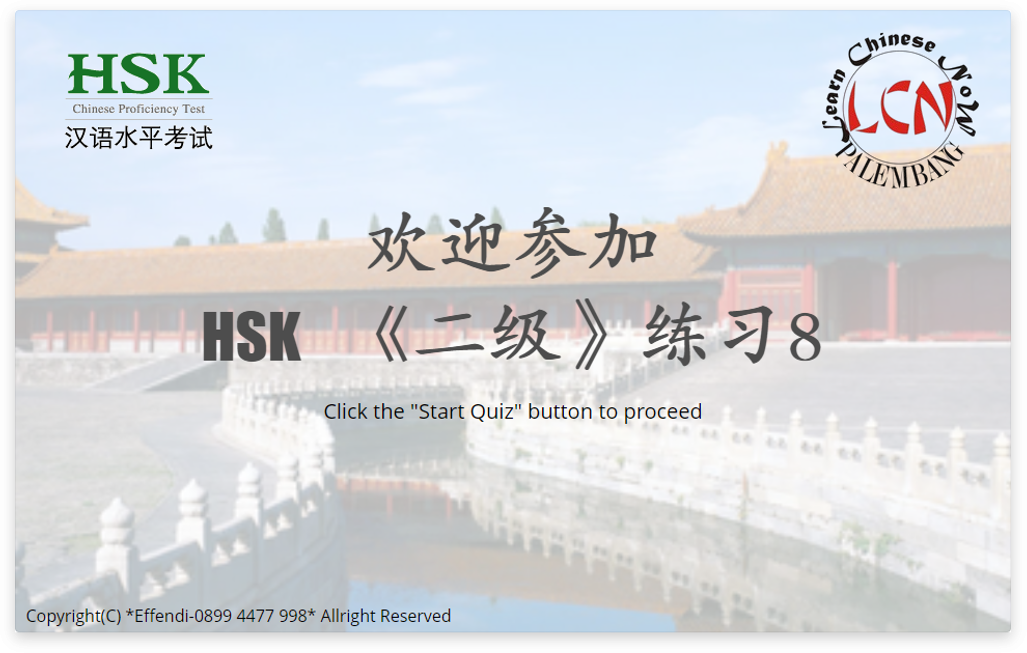 HSK
Chinese Proficiency Test
汉语水平考试
Learn Chinese NoW
LCN
PALEMBANG
欢迎参加
HSK 《二级》练习8
Click the "Start Quiz" button to proceed
Copyright(C) *Effendi-0899 4477 998* Allright Reserved